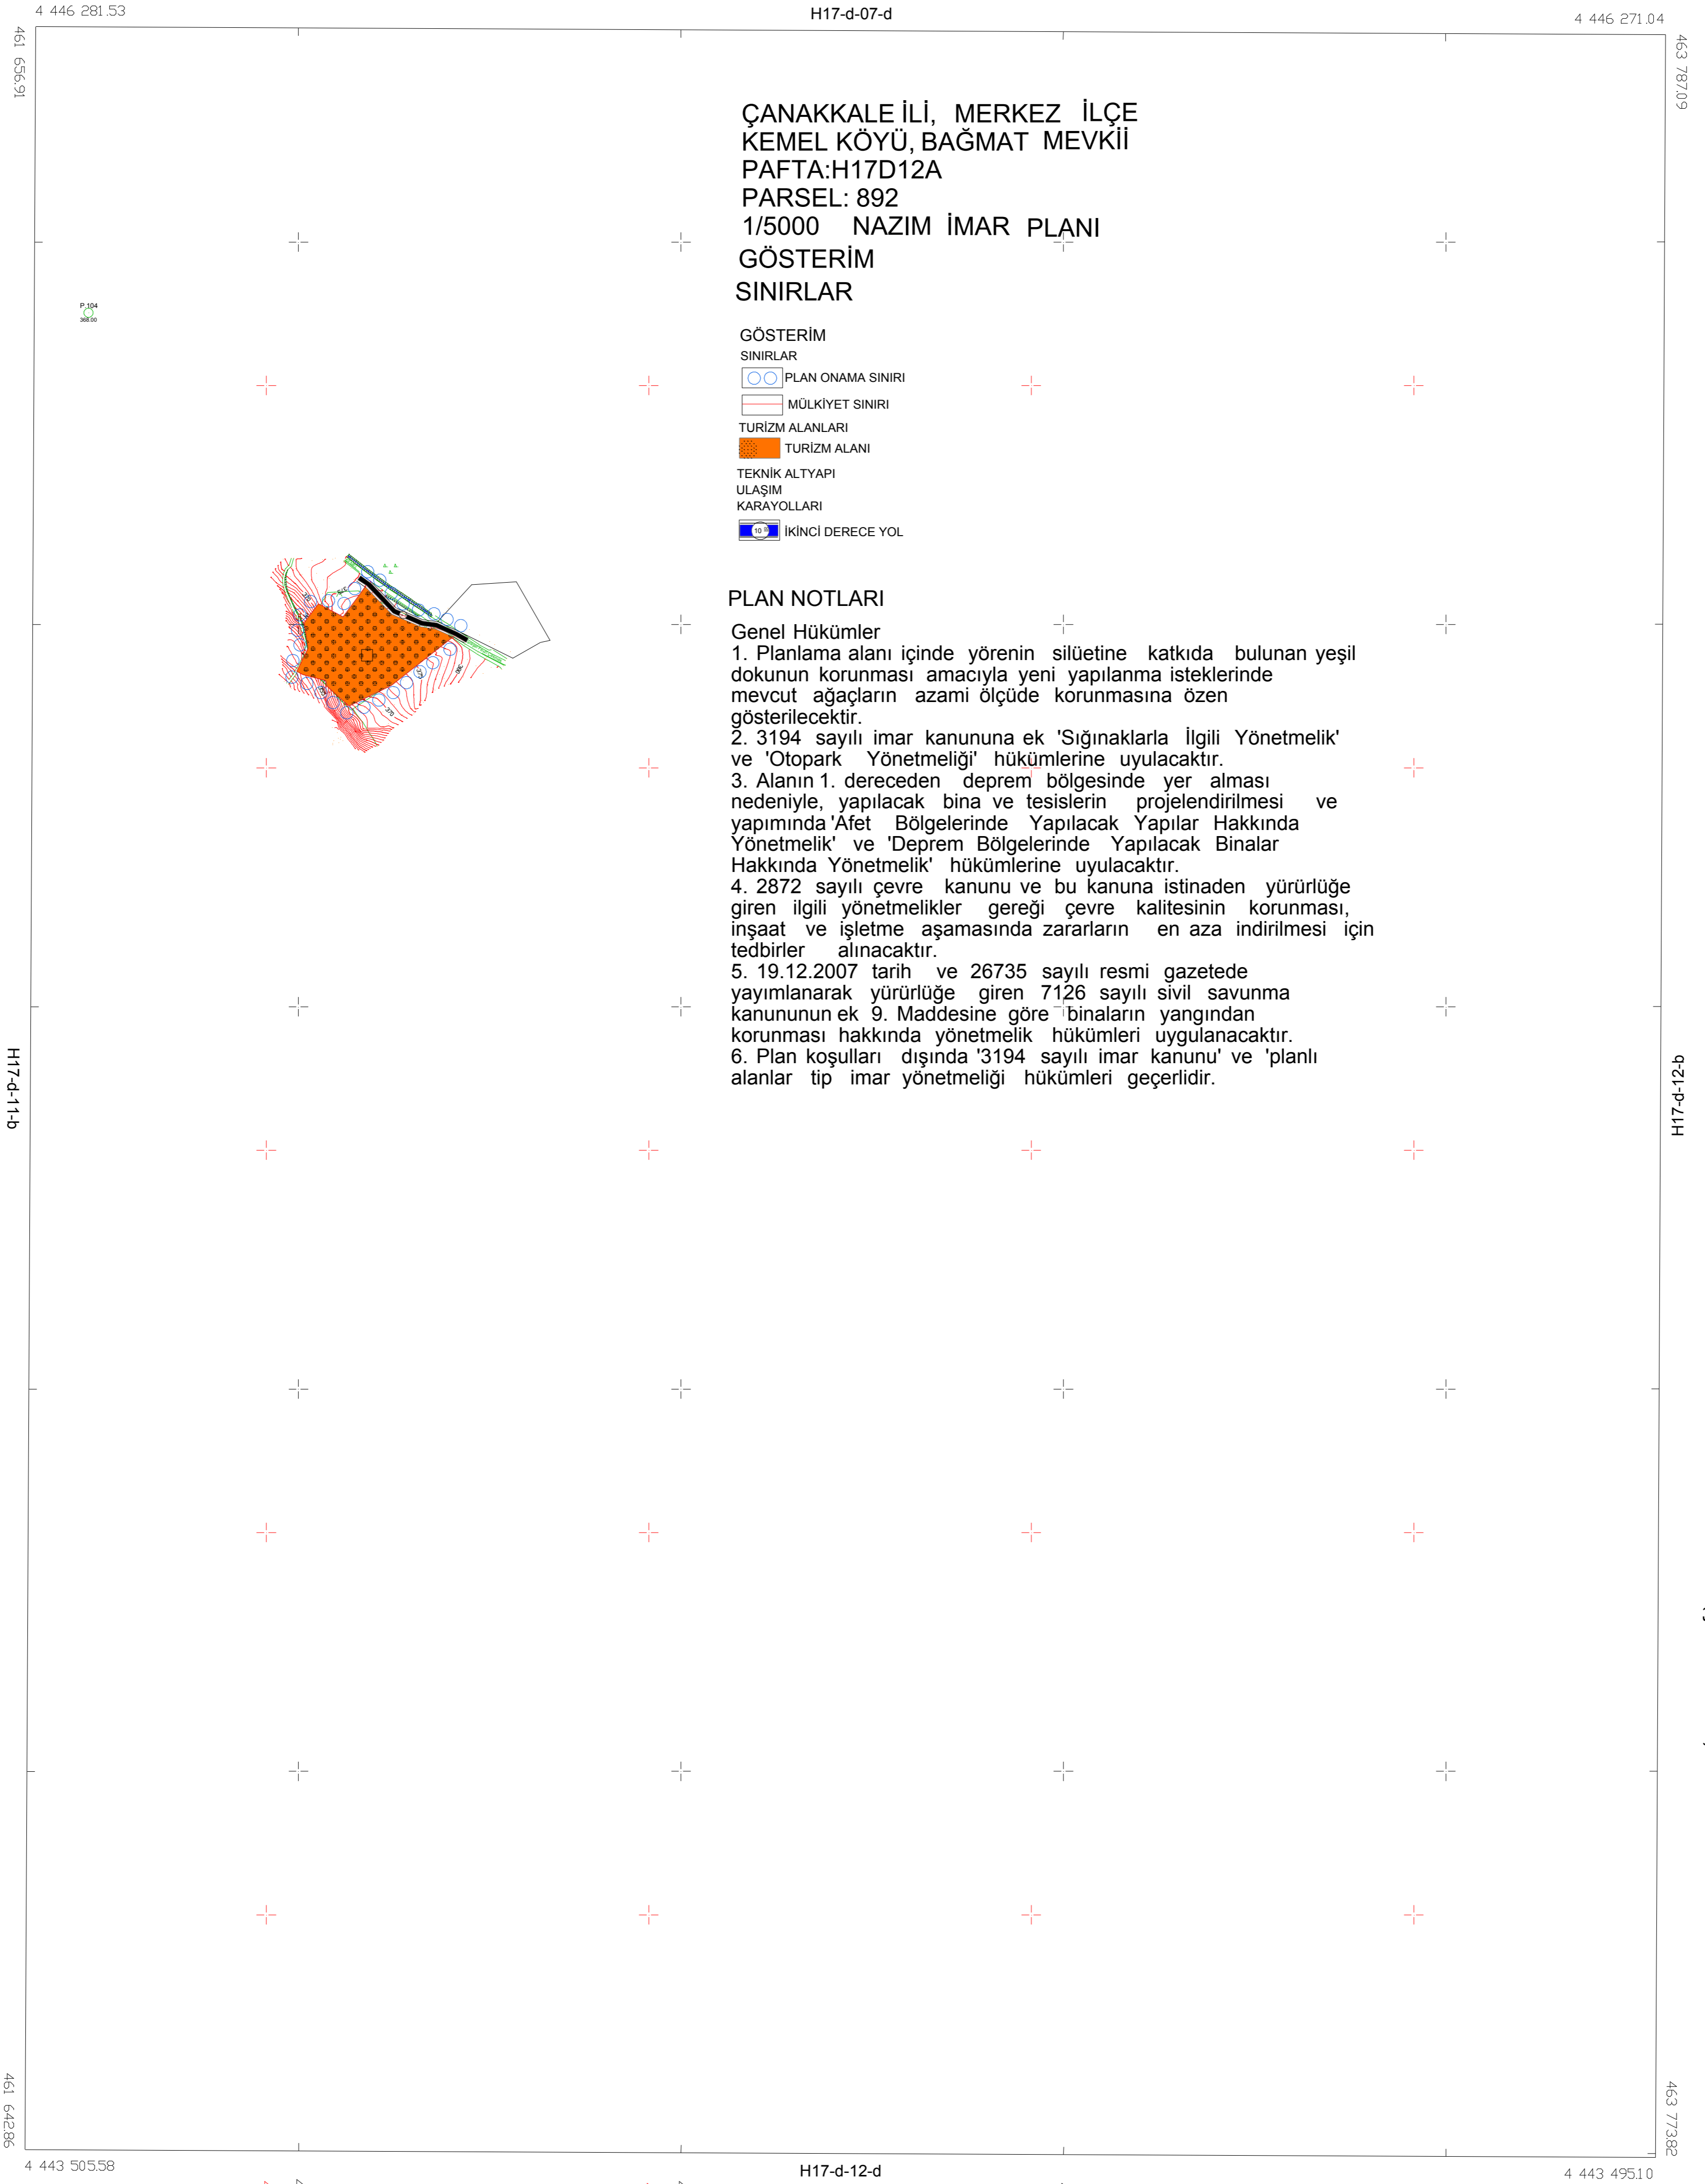 4 446 281.53
H17-d-07-d
4 446 271.04
461 656.91
463 787.09
ÇANAKKALE İLİ, MERKEZ İLÇE
KEMEL KÖYÜ, BAĞMAT MEVKİİ
PAFTA:H17D12A
PARSEL: 892
1/5000 NAZIM İMAR PLANI
GÖSTERİM
SINIRLAR
P.104
368.00
GÖSTERİM
SINIRLAR
PLAN ONAMA SINIRI
MÜLKİYET SINIRI
TURİZM ALANLARI
TURİZM ALANI
TEKNİK ALTYAPI
ULAŞIM
KARAYOLLARI
10
İKİNCİ DERECE YOL
375
370
PLAN NOTLARI
Genel Hükümler
1. Planlama alanı içinde yörenin silüetine katkıda bulunan yeşil
dokunun korunması amacıyla yeni yapılanma isteklerinde
mevcut ağaçların azami ölçüde korunmasına özen
gösterilecektir.
2. 3194 sayılı imar kanununa ek 'Sığınaklarla İlgili Yönetmelik'
ve 'Otopark Yönetmeliği' hükümlerine uyulacaktır.
3. Alanın 1. dereceden deprem bölgesinde yer alması
nedeniyle, yapılacak bina ve tesislerin projelendirilmesi ve
yapımında 'Afet Bölgelerinde Yapılacak Yapılar Hakkında
Yönetmelik' ve 'Deprem Bölgelerinde Yapılacak Binalar
Hakkında Yönetmelik' hükümlerine uyulacaktır.
4. 2872 sayılı çevre kanunu ve bu kanuna istinaden yürürlüğe
giren ilgili yönetmelikler gereği çevre kalitesinin korunması,
inşaat ve işletme aşamasında zararların en aza indirilmesi için
tedbirler alınacaktır.
5. 19.12.2007 tarih ve 26735 sayılı resmi gazetede
yayımlanarak yürürlüğe giren 7126 sayılı sivil savunma
kanununun ek 9. Maddesine göre binaların yangından
korunması hakkında yönetmelik hükümleri uygulanacaktır.
6. Plan koşulları dışında '3194 sayılı imar kanunu' ve 'planlı
alanlar tip imar yönetmeliği hükümleri geçerlidir.
H17-d-11-b
H17-d-12-b
461 642.86
463 773.82
4 443 505.58
H17-d-12-d
4 443 495.10